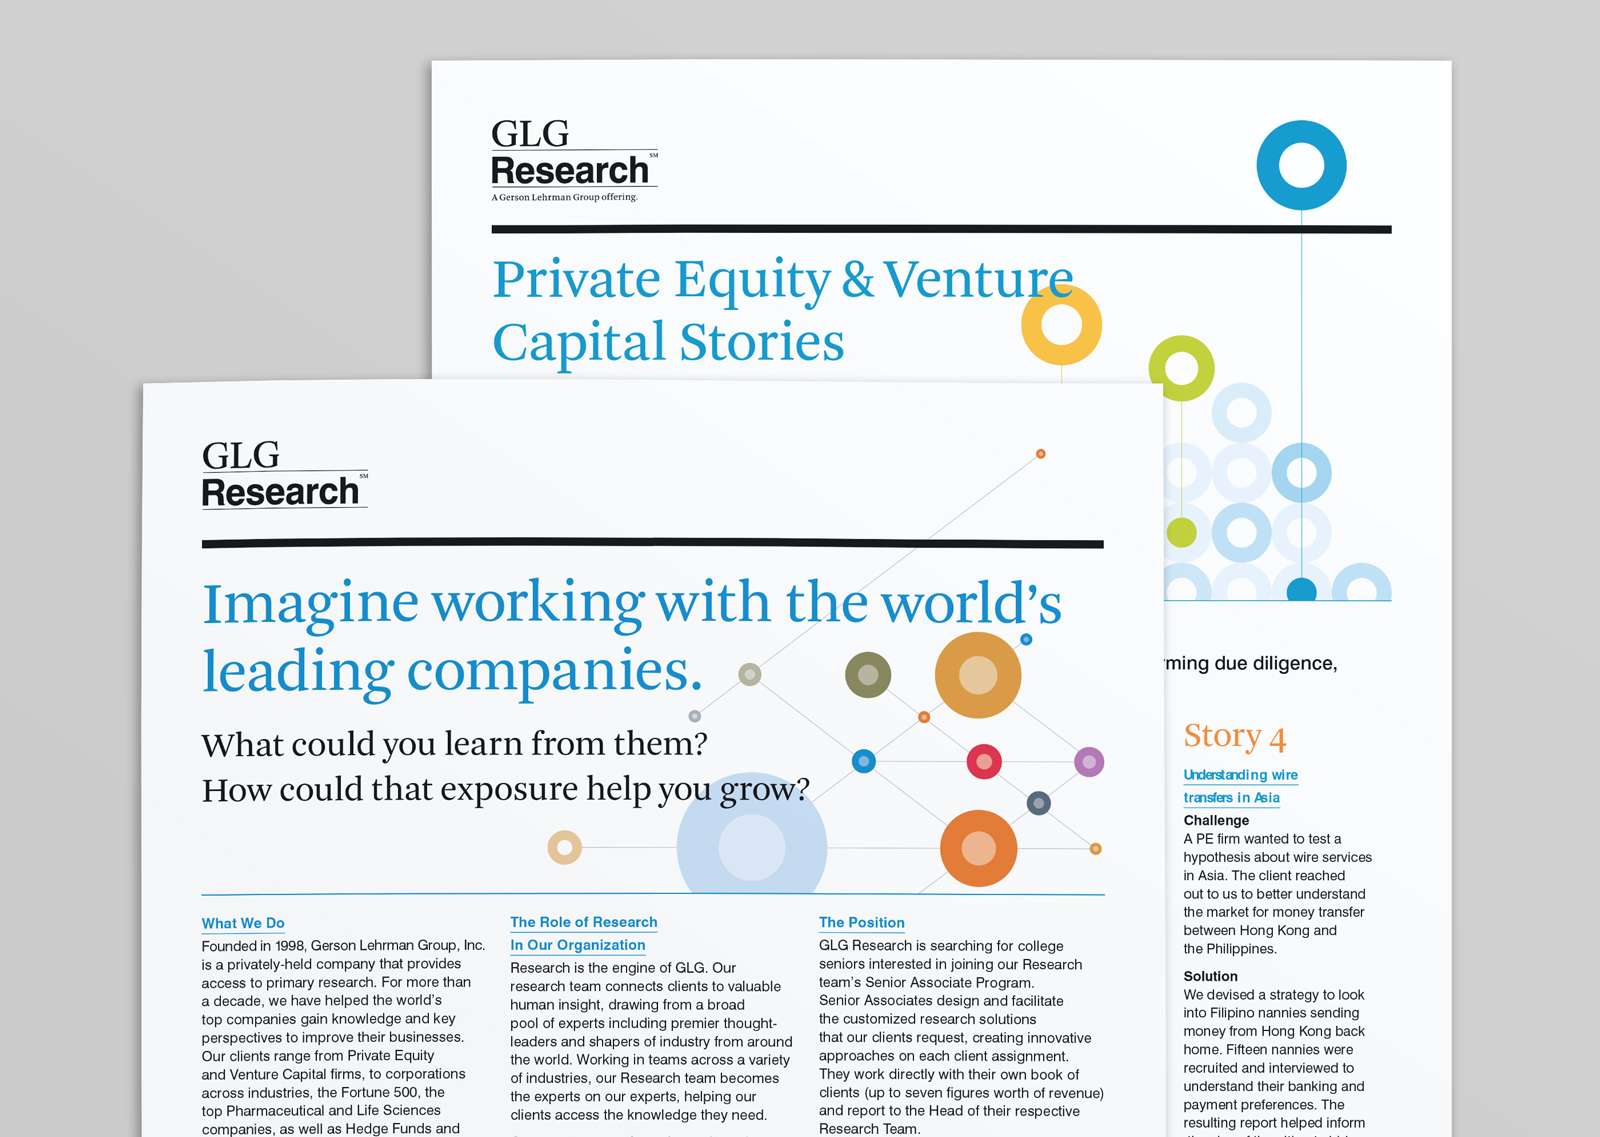 GLG
Research℠
A Gerson Lehrman Group offering.
Private Equity & Venture
Capital Stories
rming due diligence,
Story 4
Understanding wire
transfers in Asia
Challenge
A PE firm wanted to test a
hypothesis about wire services
in Asia. The client reached
out to us to better understand
the market for money transfer
between Hong Kong and
the Philippines.
Solution
We devised a strategy to look
into Filipino nannies sending
money from Hong Kong back
home. Fifteen nannies were
recruited and interviewed to
understand their banking and
payment preferences. The
resulting report helped inform
GLG
Research℠
Imagine working with the world’s
leading companies.
What could you learn from them?
How could that exposure help you grow?
What We Do
Founded in 1998, Gerson Lehrman Group, Inc.
is a privately-held company that provides
access to primary research. For more than
a decade, we have helped the world’s
top companies gain knowledge and key
perspectives to improve their businesses.
Our clients range from Private Equity
and Venture Capital firms, to corporations
across industries, the Fortune 500, the
top Pharmaceutical and Life Sciences
companies, as well as Hedge Funds and
The Role of Research
In Our Organization
Research is the engine of GLG. Our
research team connects clients to valuable
human insight, drawing from a broad
pool of experts including premier thought-
leaders and shapers of industry from around
the world. Working in teams across a variety
of industries, our Research team becomes
the experts on our experts, helping our
clients access the knowledge they need.
The Position
GLG Research is searching for college
seniors interested in joining our Research
team’s Senior Associate Program.
Senior Associates design and facilitate
the customized research solutions
that our clients request, creating innovative
approaches on each client assignment.
They work directly with their own book of
clients (up to seven figures worth of revenue)
and report to the Head of their respective
Research Team.